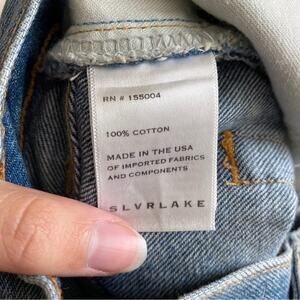 RN # 155004
100% COTTON
MADE IN THE USA
OF IMPORTED FABRICS
AND COMPONENTS
SLVRLAKE